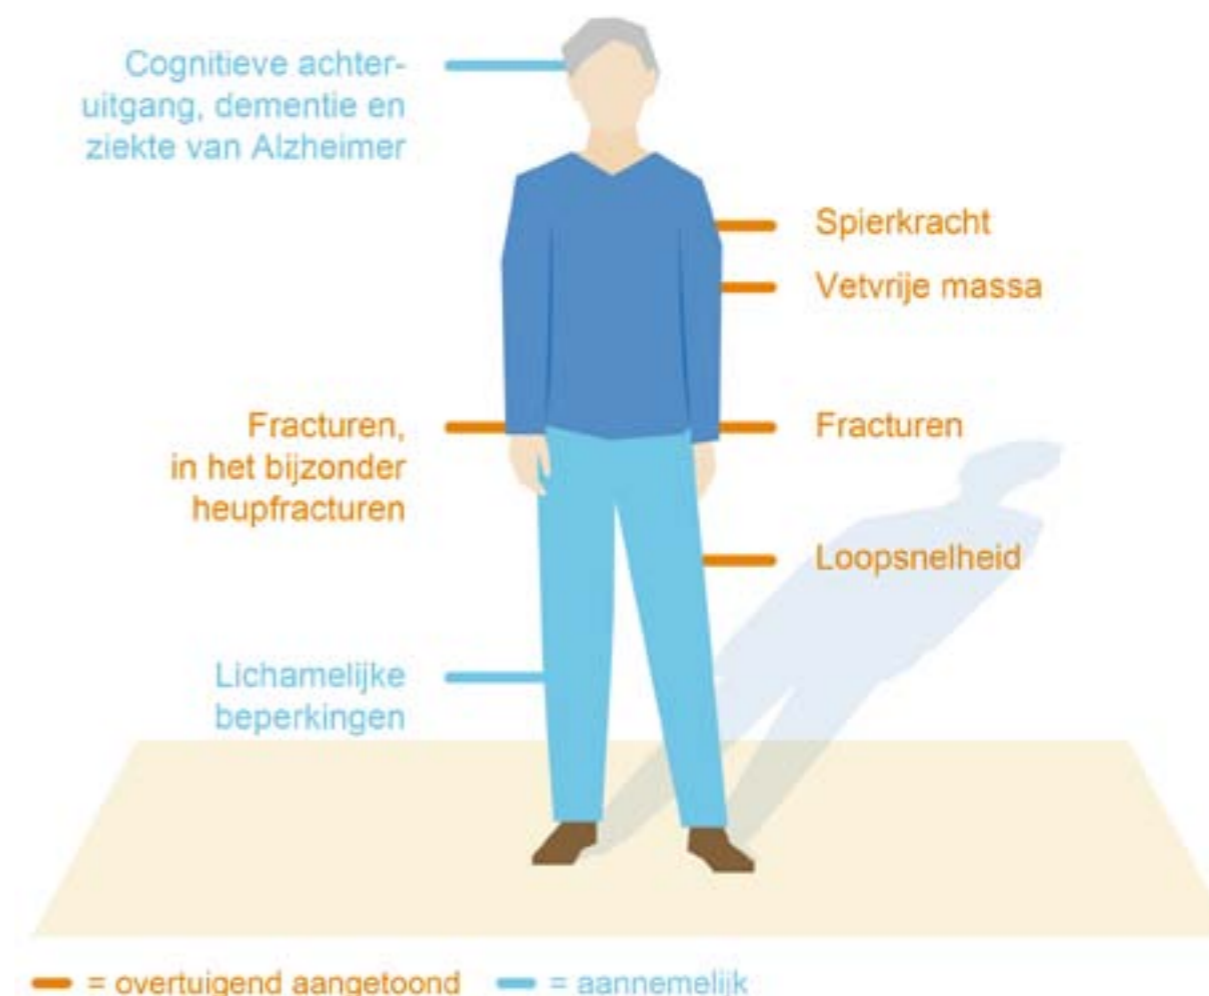 Cognitieve achter-
uitgang, dementie en
ziekte van Alzheimer
Spierkracht
Vetvrije massa
Fracturen,
in het bijzonder
heupfracturen
Fracturen
Loopsnelheid
Lichamelijke
beperkingen
= overtuigend aangetoond
= aannemelijk